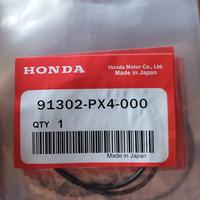 HONDA
Honda Motor Co., Ltd.
Made in Japan
91302-PX4-000
QTY 1
Made in Japan